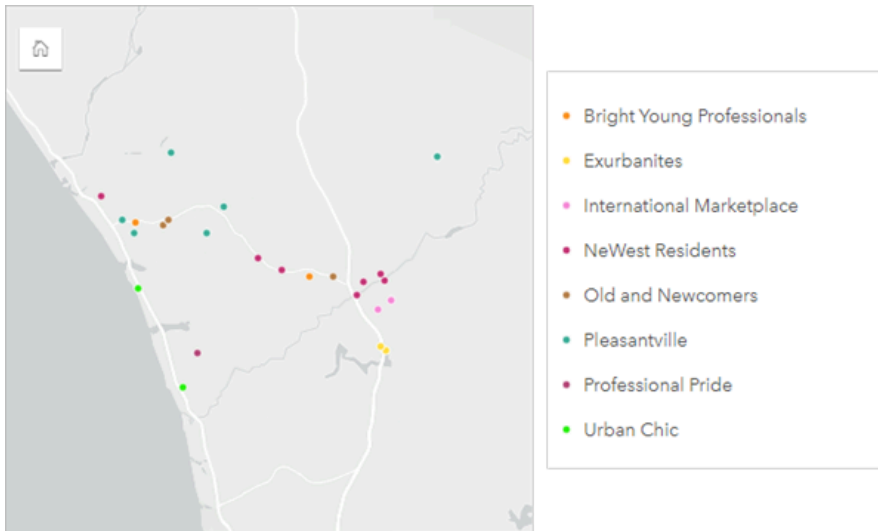 Bright Young Professionals
Exurbanites
International Marketplace
NeWest Residents
Old and Newcomers
Pleasantville
Professional Pride
Urban Chic